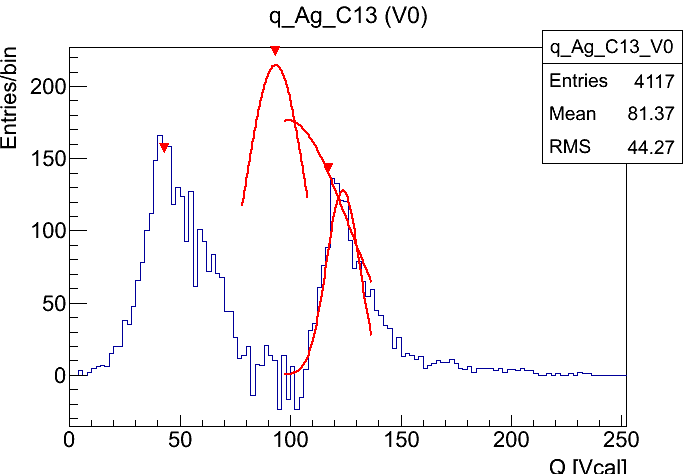 q_Ag_C13 (V0)
q_Ag_C13_V0
Entries 4117
Mean 81.37
RMS 44.27
Entries/bin
200
150
100
50
0
0 50 100 150 200 250
Q [Vcal]